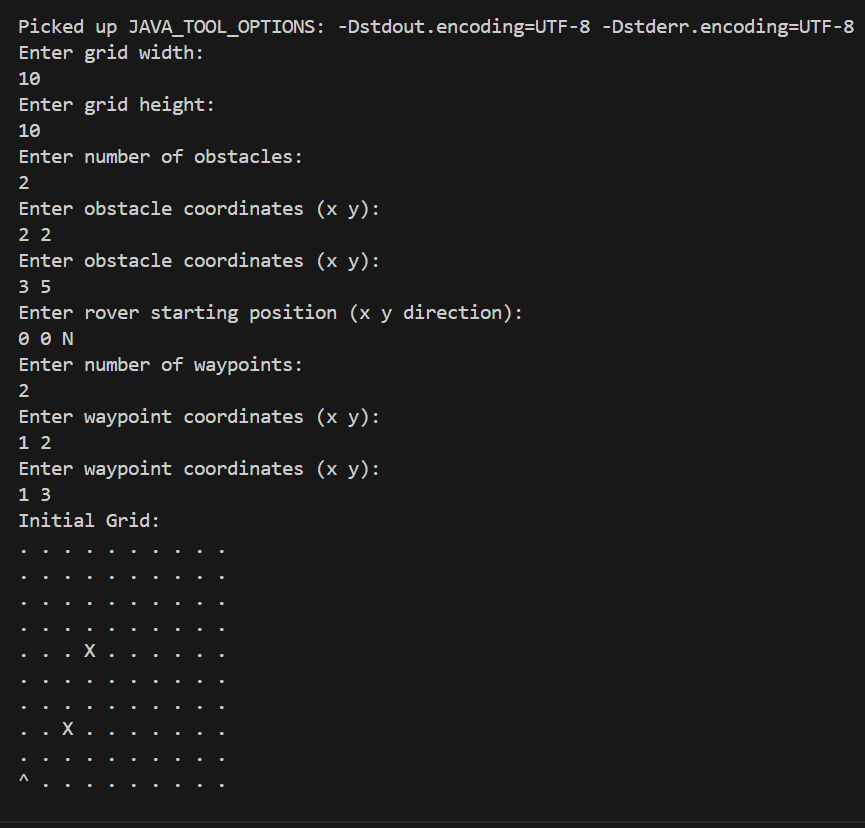 Picked up JAVA_TOOL_OPTIONS: -Dstdout.encoding=UTF-8 -Dstderr.encoding=UTF-8
Enter grid width:
10
Enter grid height:
10
Enter number of obstacles:
2
Enter obstacle coordinates (x y):
2 2
Enter obstacle coordinates (x y):
3 5
Enter rover starting position (x y direction):
0 0 N
Enter number of waypoints:
2
Enter waypoint coordinates (x y):
1 2
Enter waypoint coordinates (x y):
1 3
Initial Grid:
. . . . . . . . . .
. . . . . . . . . .
. . . . . . . . . .
. . . . . . . . . .
. . . X . . . . . .
. . . . . . . . . .
. . . . . . . . . .
. . X . . . . . . .
. . . . . . . . . .
^ . . . . . . . . .